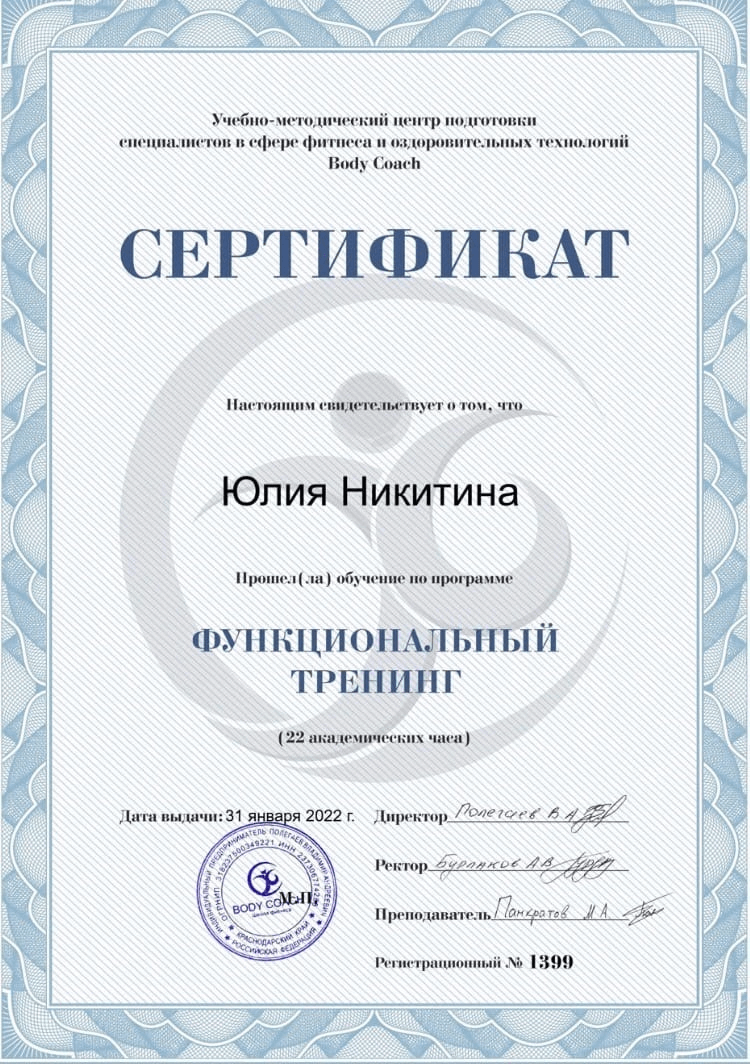 Учебно-методический центр подготовки
специалистов в сфере фитнеса и оздоровительных технологий
Body Coach
СЕРТИФИКАТ
Настоящим свидетельствует о том, что
Юлия Никитина
Прошел(ла) обучение по программе
ФУНКЦИОНАЛЬНЫЙ
ТРЕНИНГ
(22 академических часа)
Дата выдачи: 31 января 2022 г.
Директор Полегаев В А
Ректор Бурлаков А.В.
Преподаватель Панкратов М.А.
Регистрационный № 1399
М.П.
ИНДИВИДУАЛЬНЫЙ ПРЕДПРИНИМАТЕЛЬ ПОЛЕГАЕВ ВЛАДИМИР АНДРЕЕВИЧ
ОГРНИП 318237500349221 ИНН
BODY COACH
школа фитнеса
КРАСНОДАРСКИЙ КРАЙ
РОССИЙСКАЯ ФЕДЕРАЦИЯ